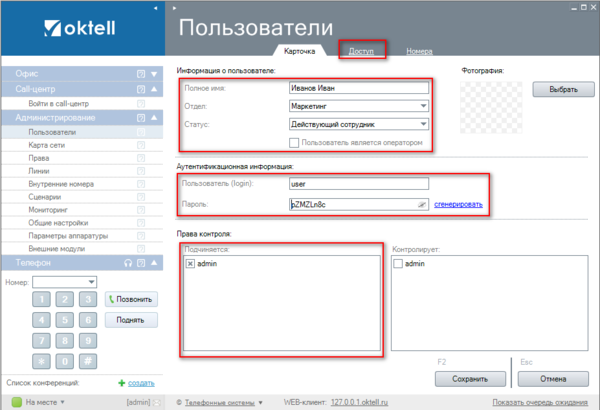 oktell
Пользователи
Карточка
Доступ
Номера
Офис
Call-центр
Войти в call-центр
Администрирование
Пользователи
Карта сети
Права
Линии
Внутренние номера
Сценарии
Мониторинг
Общие настройки
Параметры аппаратуры
Внешние модули
Телефон
Номер:
1 2 3
Позвонить
4 5 6
Поднять
7 8 9
* 0 #
Список конференций: создать
На месте [admin]
Информация о пользователе:
Фотография:
Полное имя: Иванов Иван
Выбрать
Отдел: Маркетинг
Статус: Действующий сотрудник
Пользователь является оператором
Аутентификационная информация:
Пользователь (login): user
Пароль: pZMZLn8c сгенерировать
Права контроля:
Подчиняется:
Контролирует:
admin
admin
F2
Esc
Сохранить
Отмена
© Телефонные системы WEB-клиент: 127.0.0.1.oktell.ru Показать очередь ожидания